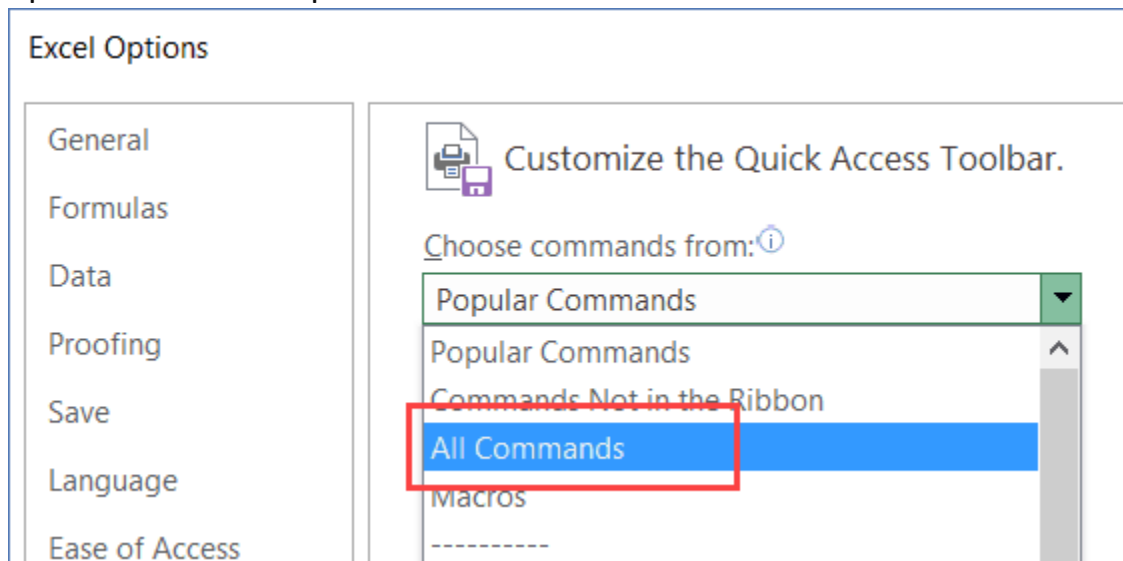 Excel Options
General
Formulas
Data
Proofing
Save
Language
Ease of Access
Customize the Quick Access Toolbar.
Choose commands from:
Popular Commands
Popular Commands
Commands Not in the Ribbon
All Commands
Macros
----------